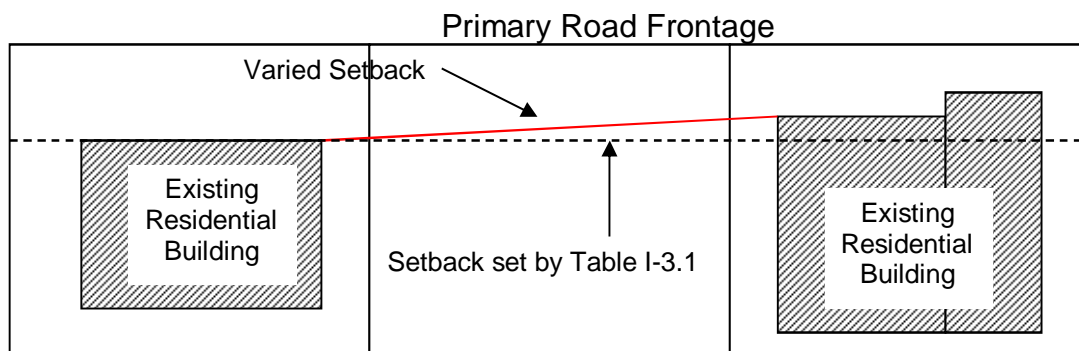 Primary Road Frontage
Varied Setback
Existing
Residential
Building
Setback set by Table I-3.1
Existing
Residential
Building